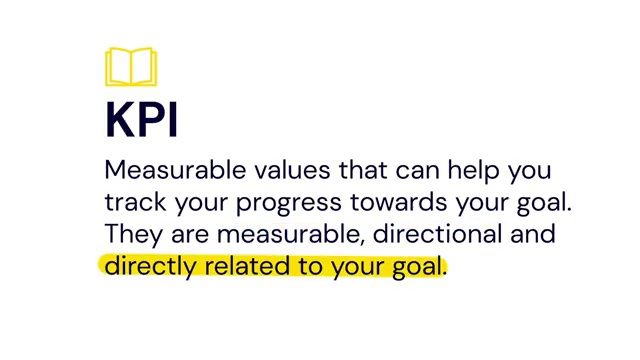 KPI
Measurable values that can help you
track your progress towards your goal.
They are measurable, directional and
directly related to your goal.